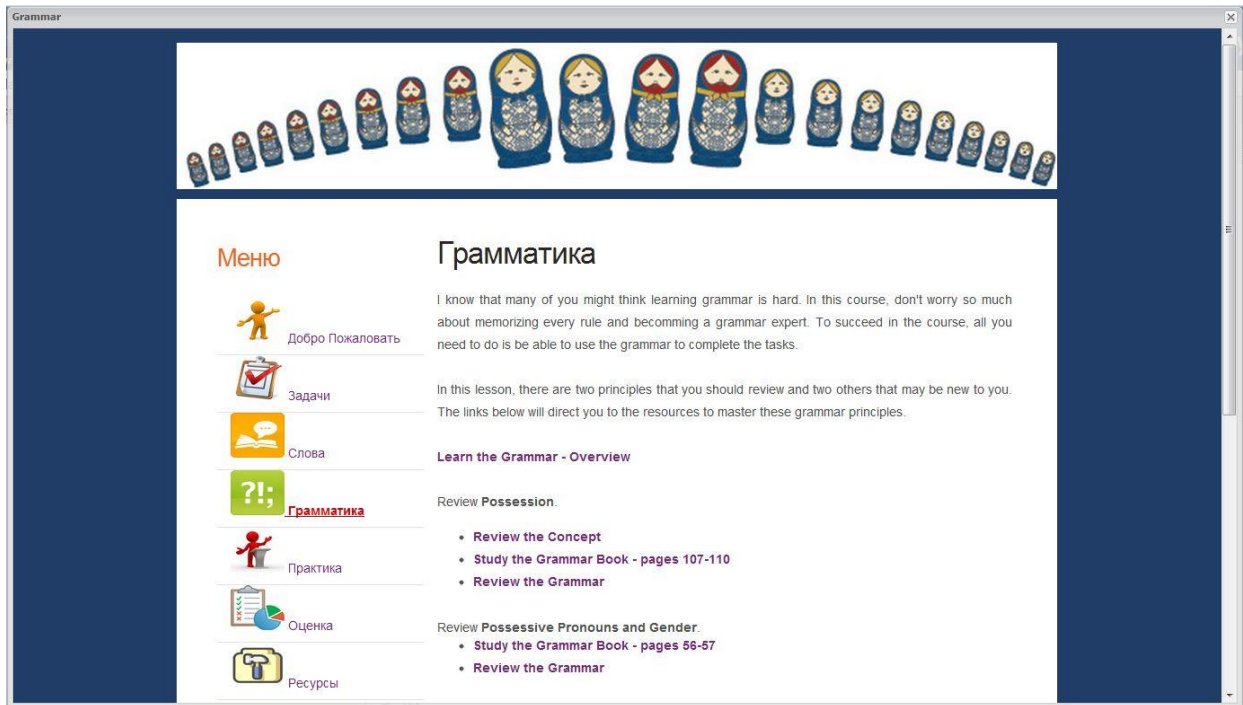 Grammar
Меню
Добро Пожаловать
Задачи
Слова
?!;
Грамматика
Практика
Оценка
Ресурсы
Грамматика
I know that many of you might think learning grammar is hard. In this course, don't worry so much
about memorizing every rule and becomming a grammar expert. To succeed in the course, all you
need to do is be able to use the grammar to complete the tasks.
In this lesson, there are two principles that you should review and two others that may be new to you.
The links below will direct you to the resources to master these grammar principles.
Learn the Grammar - Overview
Review Possession.
• Review the Concept
• Study the Grammar Book - pages 107-110
• Review the Grammar
Review Possessive Pronouns and Gender.
• Study the Grammar Book - pages 56-57
• Review the Grammar